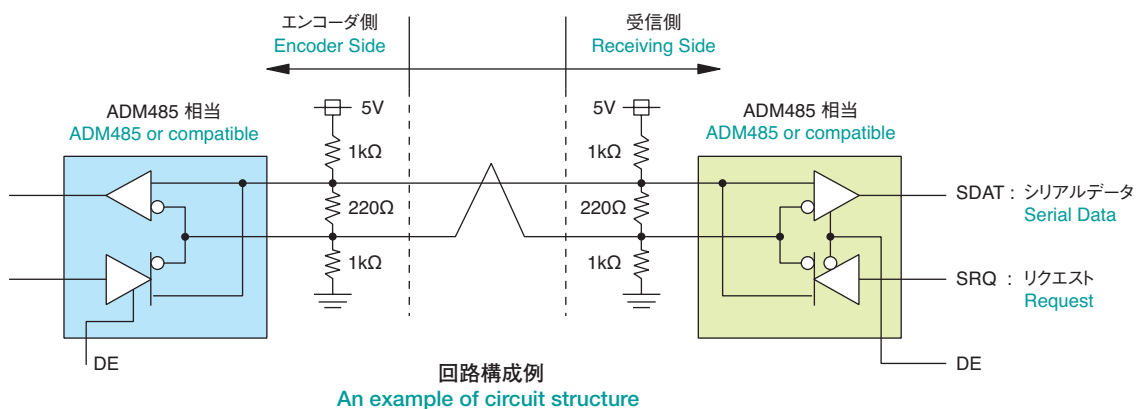 エンコーダ側
Encoder Side
受信側
Receiving Side
ADM485 相当
ADM485 or compatible
5V
5V
ADM485 相当
ADM485 or compatible
1kΩ
1kΩ
220Ω
220Ω
1kΩ
1kΩ
SDAT : シリアルデータ
Serial Data
SRQ : リクエスト
Request
DE
DE
回路構成例
An example of circuit structure